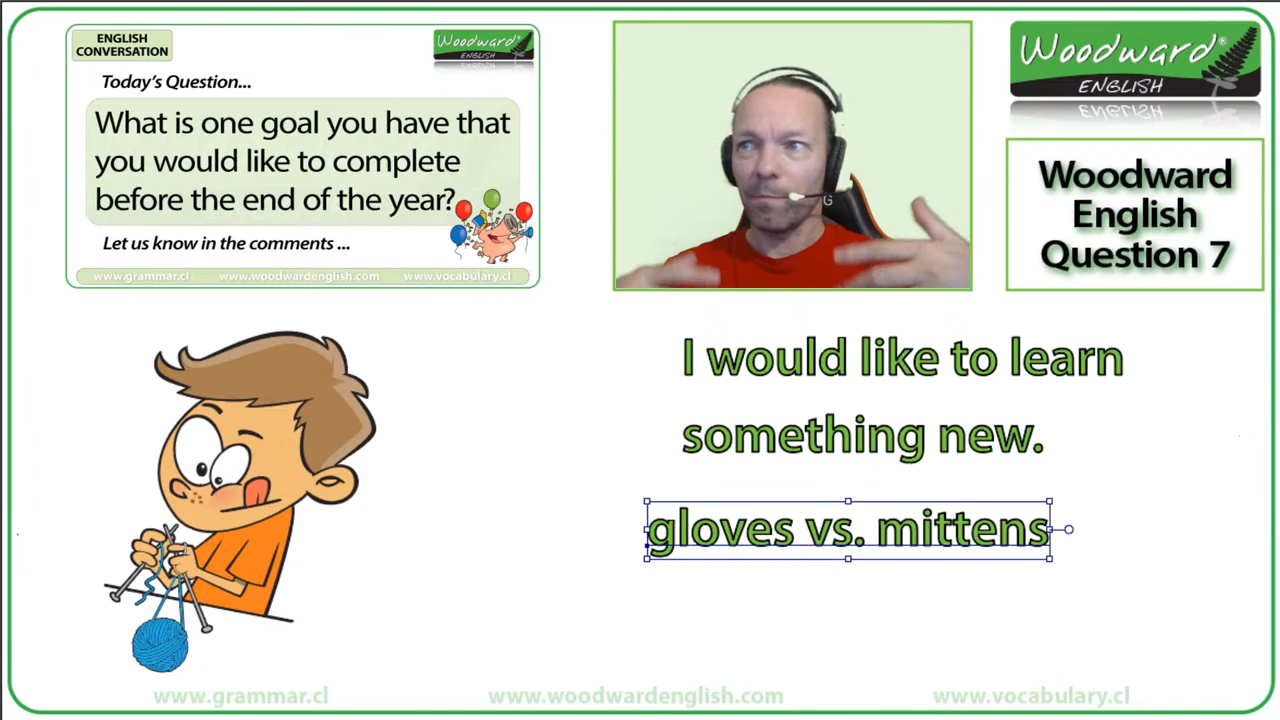 ENGLISH
CONVERSATION
Woodward
ENGLISH
Today's Question...
What is one goal you have that
you would like to complete
before the end of the year?
Let us know in the comments ...
www.grammar.cl www.woodwardenglish.com www.vocabulary.cl
G
Woodward®
ENGLISH
Woodward
English
Question 7
I would like to learn
something new.
gloves vs. mittens
www.grammar.cl www.woodwardenglish.com www.vocabulary.cl